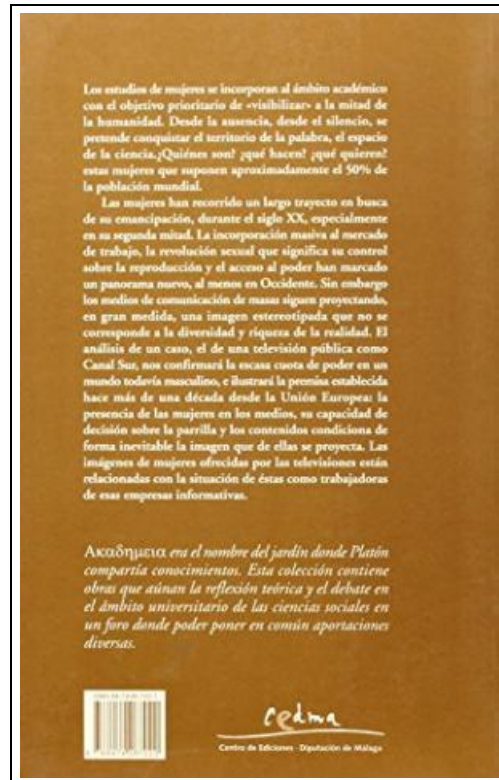 Los estudios de mujeres se incorporan al ámbito académico
con el objetivo prioritario de «visibilizar» a la mitad de
la humanidad. Desde la ausencia, desde el silencio, se
pretende conquistar el territorio de la palabra, el espacio
de la ciencia. ¿Quiénes son? ¿qué hacen? ¿qué quieren?
estas mujeres que suponen aproximadamente el 50% de
la población mundial.
Las mujeres han recorrido un largo trayecto en busca
de su emancipación, durante el siglo XX, especialmente
en su segunda mitad. La incorporación masiva al mercado
de trabajo, la revolución sexual que significa su control
sobre la reproducción y el acceso al poder han marcado
un panorama nuevo, al menos en Occidente. Sin embargo
los medios de comunicación de masas siguen proyectando,
en gran medida, una imagen estereotipada que no se
corresponde a la diversidad y riqueza de la realidad. El
análisis de un caso, el de una televisión pública como
Canal Sur, nos confirmará la escasa cuota de poder en un
mundo todavía masculino, e ilustrará la premisa establecida
hace más de una década desde la Unión Europea: la
presencia de las mujeres en los medios, su capacidad de
decisión sobre la parrilla y los contenidos condiciona de
forma inevitable la imagen que de ellas se proyecta. Las
imágenes de mujeres ofrecidas por las televisiones están
relacionadas con la situación de éstas como trabajadoras
de esas empresas informativas.
Ακαδημεια era el nombre del jardín donde Platón
compartía conocimientos. Esta colección contiene
obras que aúnan la reflexión teórica y el debate en
el ámbito universitario de las ciencias sociales en
un foro donde poder poner en común aportaciones
diversas.
cedma
Centro de Ediciones · Diputación de Málaga